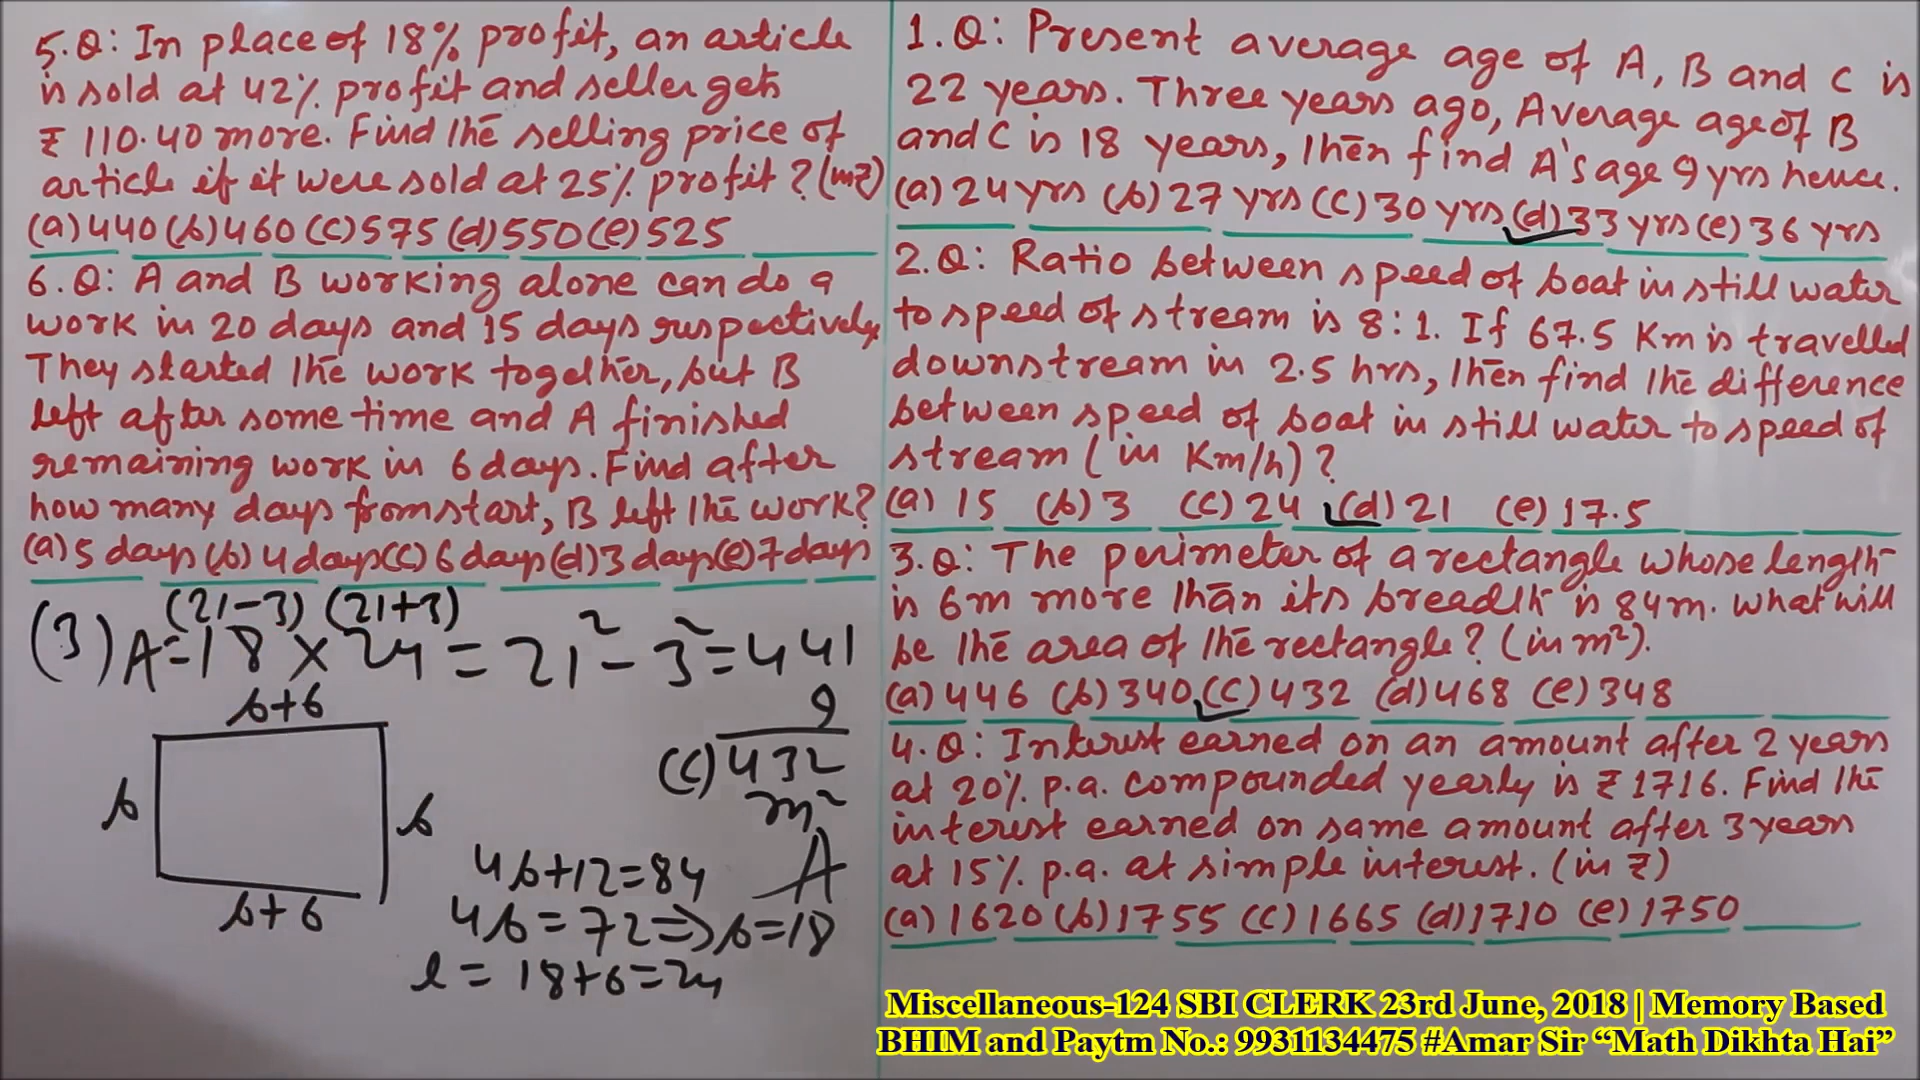 5.Q: In place of 18% profit, an article
is sold at 42% profit and seller gets
₹ 110.40 more. Find the selling price of
article if it were sold at 25% profit? (in ₹)
(a) 440 (b) 460 (c) 575 (d) 550 (e) 525
6.Q: A and B working alone can do a
work in 20 days and 15 days respectively.
They started the work together, but B
left after some time and A finished
remaining work in 6 days. Find after
how many days from start, B left the work?
(a) 5 days (b) 4 days (c) 6 days (d) 3 days (e) 7 days
(21-3) (21+3)
(3) A=18 × 24 = 21² - 3² = 441
9
(c) 432
m²
b+6
b
b
b+6
4b+12=84
4b=72⇒b=18
l = 18+6=24
A
1.Q: Present average age of A, B and C is
22 years. Three years ago, Average age of B
and C is 18 years, then find A's age 9 yrs hence.
(a) 24 yrs (b) 27 yrs (c) 30 yrs (d) 33 yrs (e) 36 yrs
2.Q: Ratio between speed of boat in still water
to speed of stream is 8:1. If 67.5 Km is travelled
downstream in 2.5 hrs, then find the difference
between speed of boat in still water to speed of
stream (in Km/h)?
(a) 15 (b) 3 (c) 24 (d) 21 (e) 17.5
3.Q: The perimeter of a rectangle whose length
is 6m more than its breadth is 84m. What will
be the area of the rectangle? (in m²).
(a) 446 (b) 340 (c) 432 (d) 468 (e) 348
4.Q: Interest earned on an amount after 2 years
at 20% p.a. compounded yearly is ₹ 1716. Find the
interest earned on same amount after 3 years
at 15% p.a. at simple interest. (in ₹)
(a) 1620 (b) 1755 (c) 1665 (d) 1710 (e) 1750
Miscellaneous-124 SBI CLERK 23rd June, 2018 | Memory Based
BHIM and Paytm No.: 9931134475 #Amar Sir “Math Dikhta Hai”